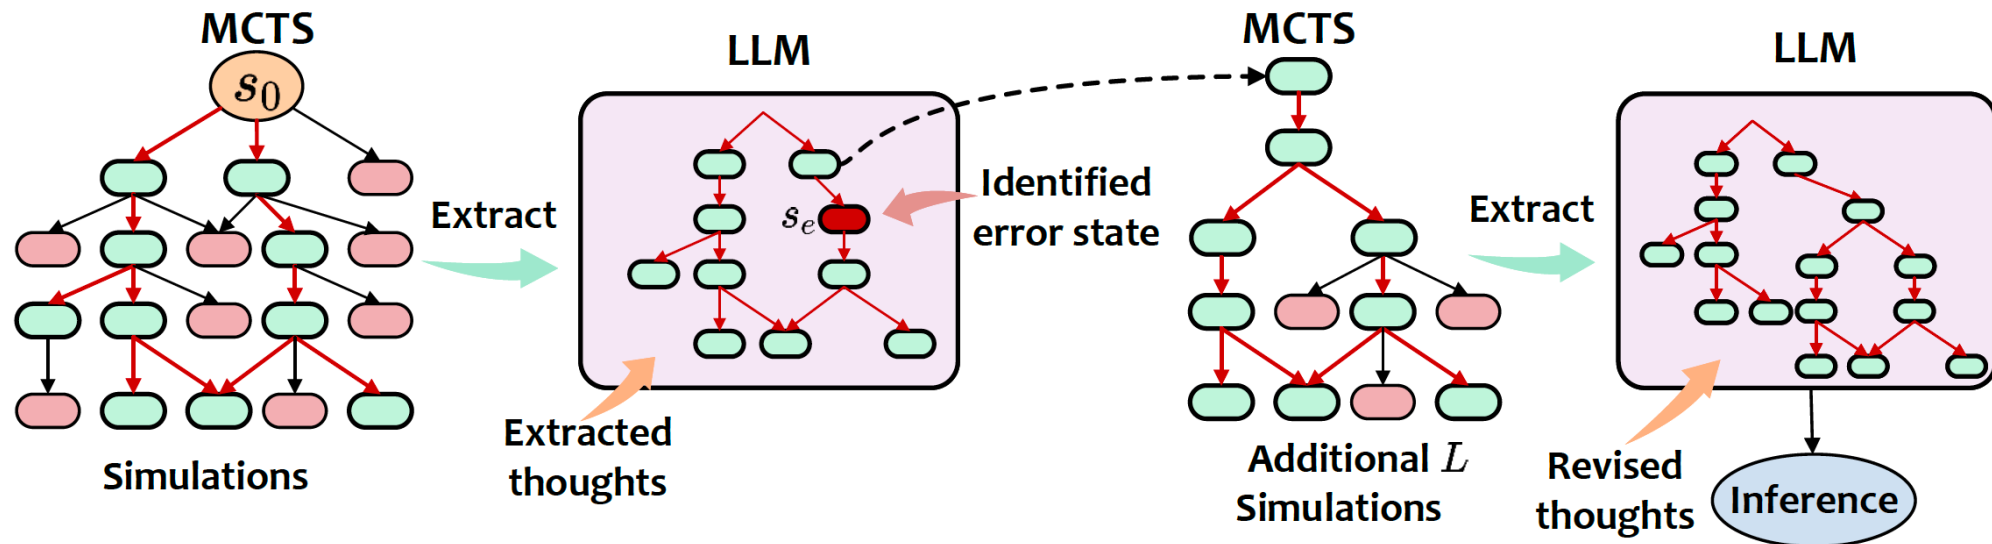 MCTS
s0
Simulations
Extract
LLM
se
Extracted
thoughts
Identified
error state
MCTS
Additional L
Simulations
Extract
LLM
Revised
thoughts
Inference